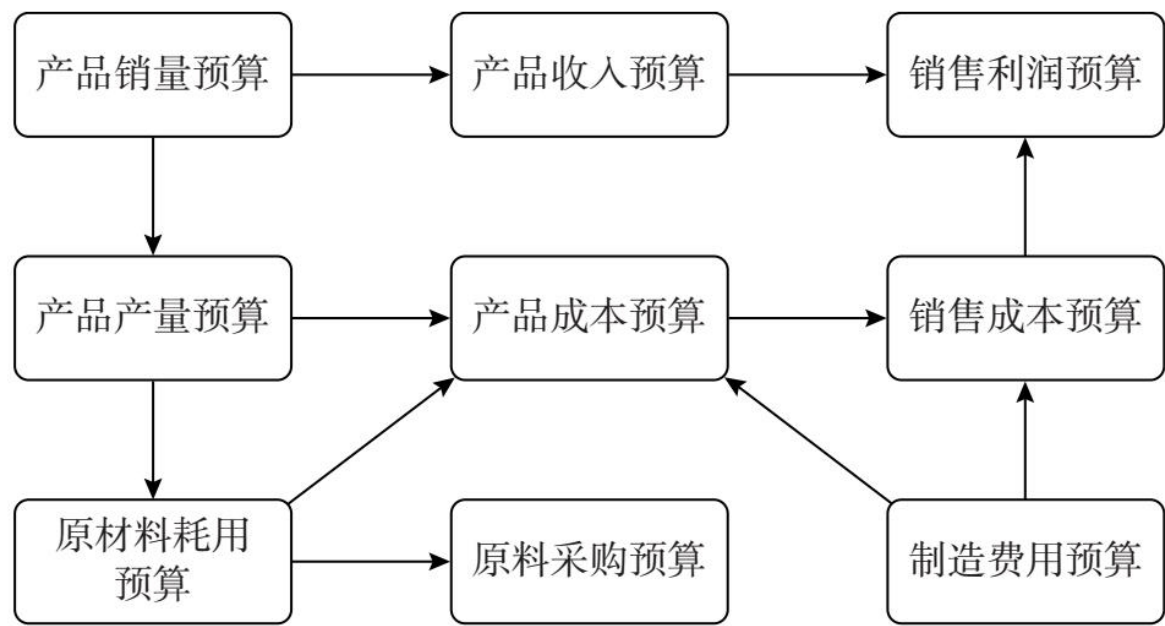 产品销量预算
产品收入预算
销售利润预算
产品产量预算
产品成本预算
销售成本预算
原材料耗用
预算
原料采购预算
制造费用预算